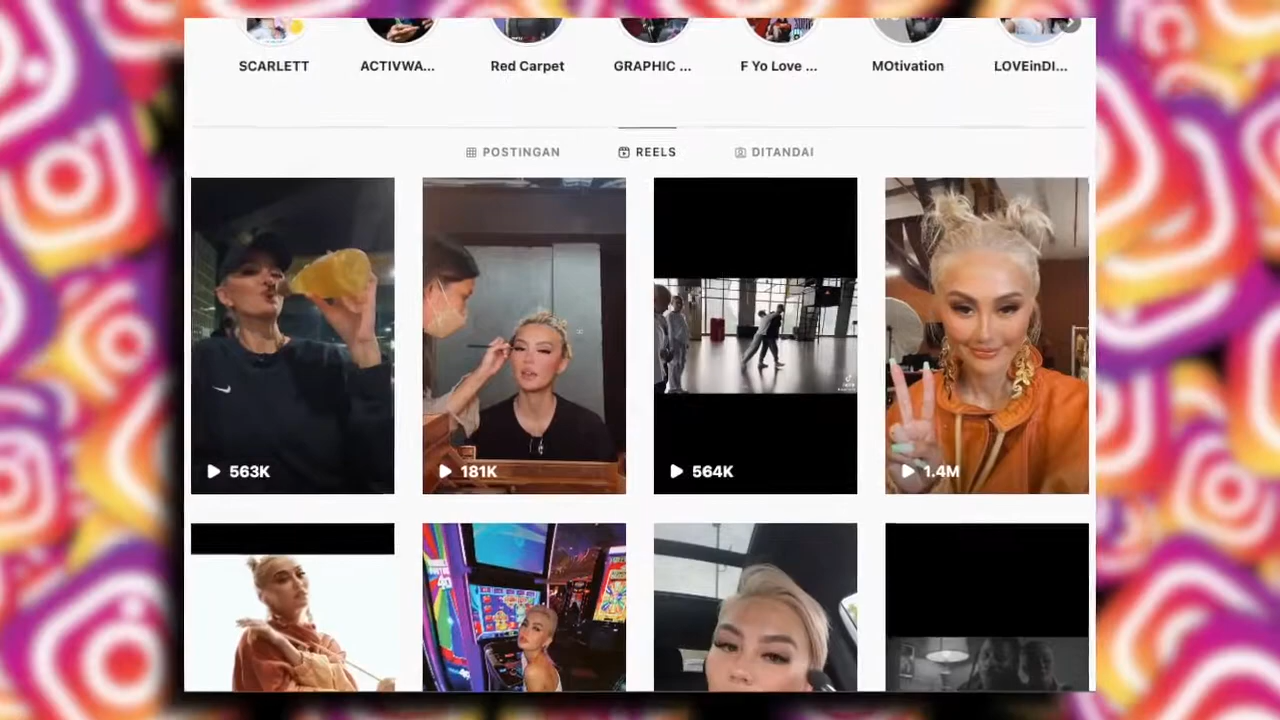 SCARLETT
ACTIVWA...
Red Carpet
GRAPHIC ...
F Yo Love ...
MOtivation
LOVEinDI...
POSTINGAN
REELS
DITANDAI
563K
181K
564K
1.4M